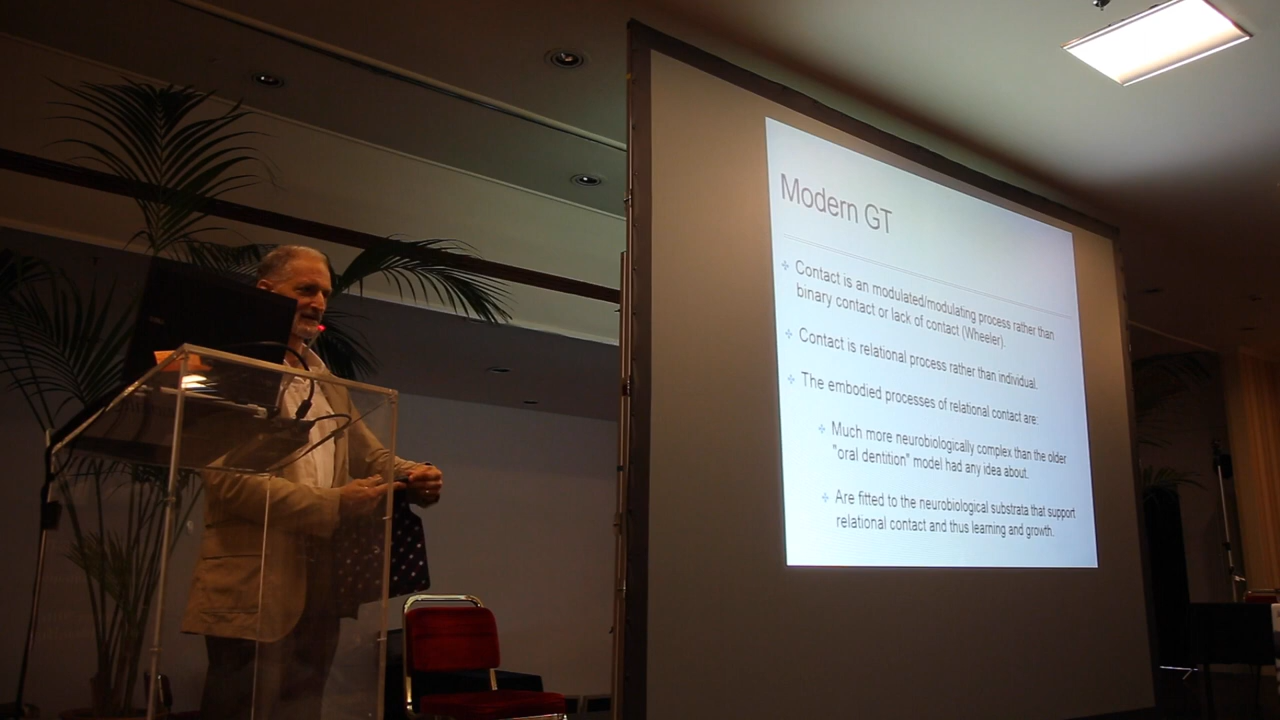 Modern GT
Contact is an modulated/modulating process rather than
binary contact or lack of contact (Wheeler).
Contact is relational process rather than individual.
The embodied processes of relational contact are:
Much more neurobiologically complex than the older
"oral dentition" model had any idea about.
Are fitted to the neurobiological substrata that support
relational contact and thus learning and growth.